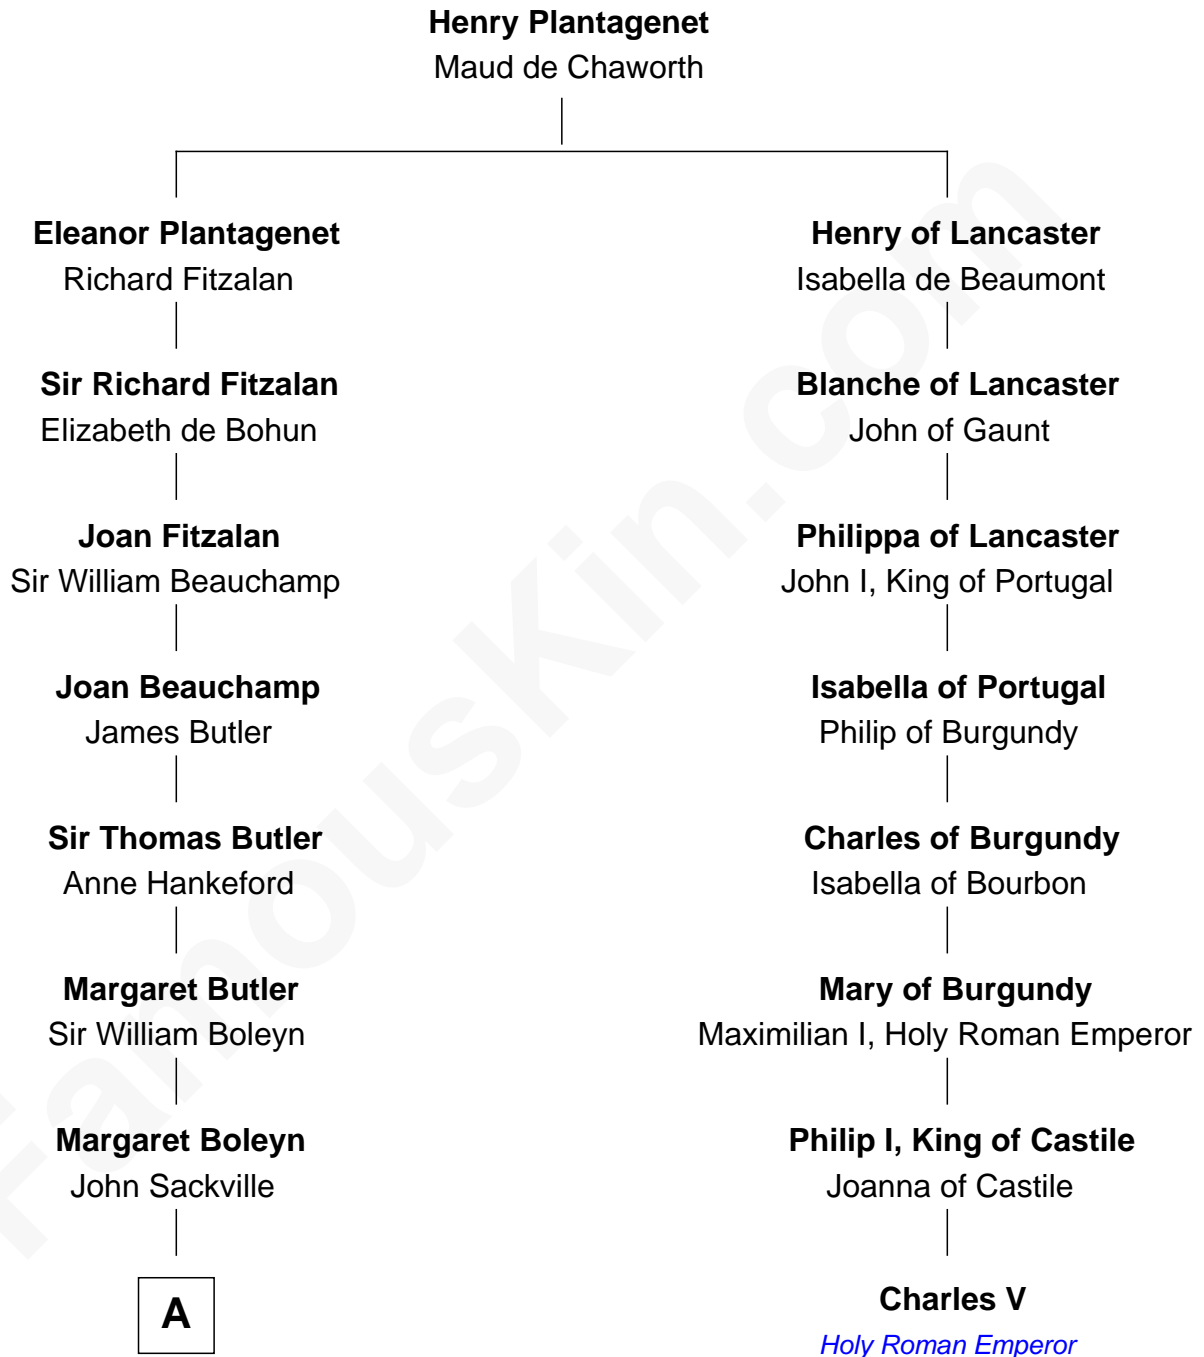 Henry Plantagenet
Maud de Chaworth
Eleanor Plantagenet
Richard Fitzalan
Henry of Lancaster
Isabella de Beaumont
Sir Richard Fitzalan
Elizabeth de Bohun
Blanche of Lancaster
John of Gaunt
Joan Fitzalan
Sir William Beauchamp
Philippa of Lancaster
John I, King of Portugal
Joan Beauchamp
James Butler
Isabella of Portugal
Philip of Burgundy
Sir Thomas Butler
Anne Hankeford
Charles of Burgundy
Isabella of Bourbon
Margaret Butler
Sir William Boleyn
Mary of Burgundy
Maximilian I, Holy Roman Emperor
Margaret Boleyn
John Sackville
Philip I, King of Castile
Joanna of Castile
A
Charles V
Holy Roman Emperor
FamousKin.com